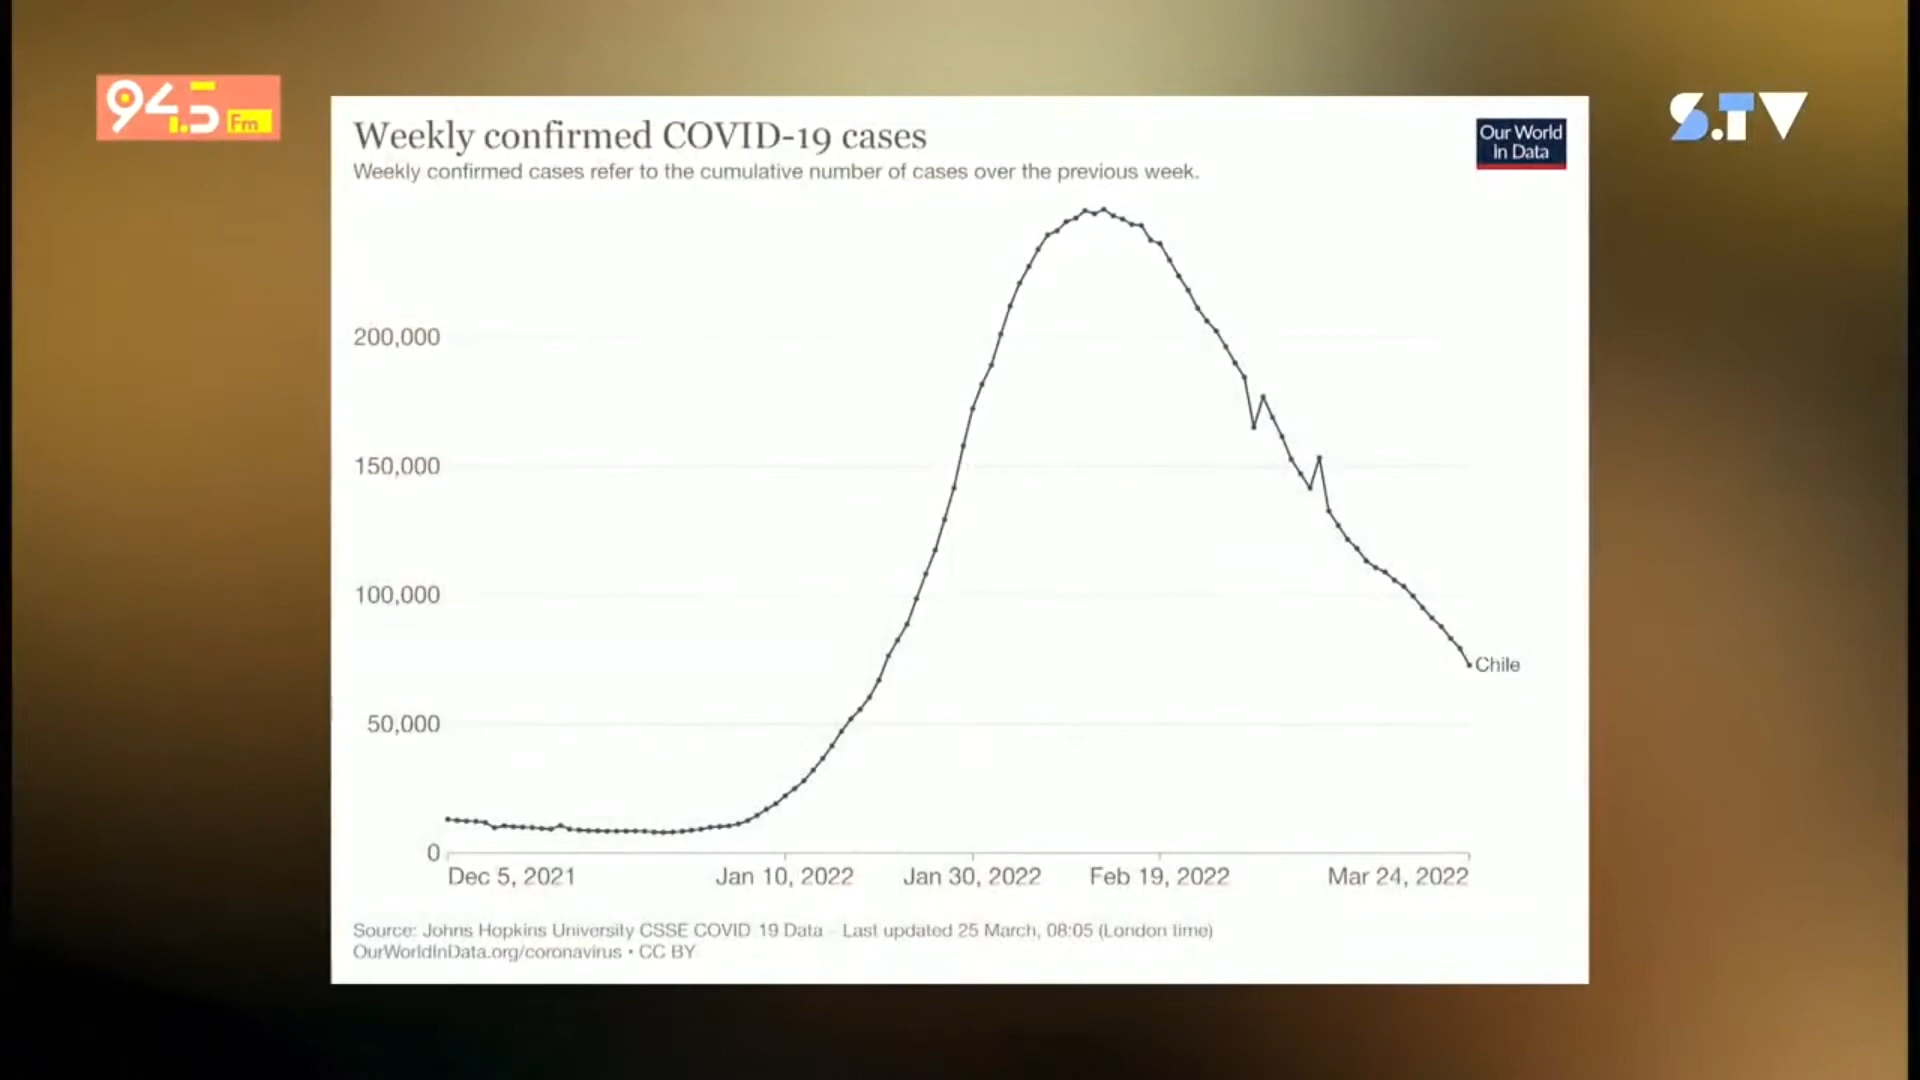 94.5 Fm
S.TV
Weekly confirmed COVID-19 cases
Weekly confirmed cases refer to the cumulative number of cases over the previous week.
Our World
in Data
200,000
150,000
100,000
50,000
0
Chile
Dec 5, 2021
Jan 10, 2022
Jan 30, 2022
Feb 19, 2022
Mar 24, 2022
Source: Johns Hopkins University CSSE COVID 19 Data - Last updated 25 March, 08:05 (London time)
OurWorldInData.org/coronavirus • CC BY